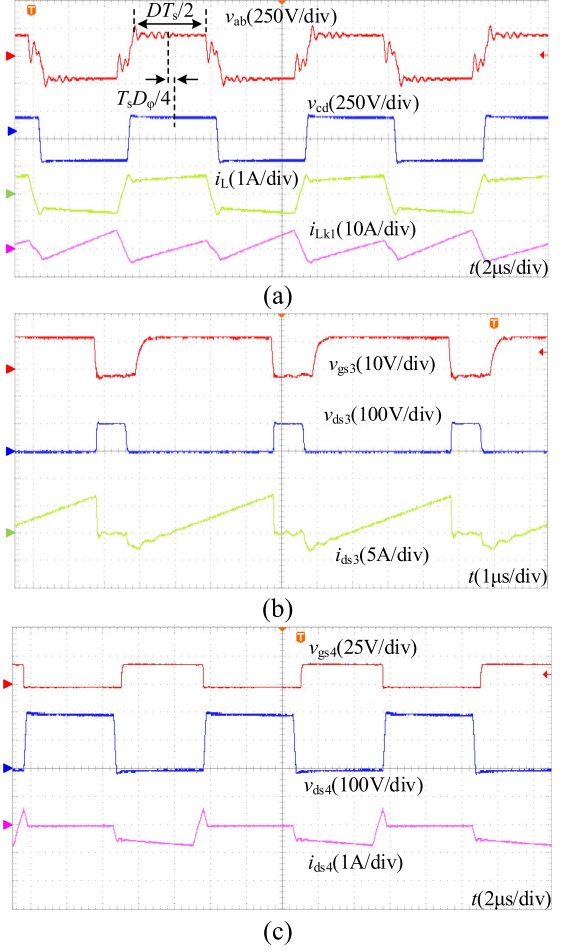 T
DTs/2
vab(250V/div)
TsDφ/4
vcd(250V/div)
iL(1A/div)
iLk1(10A/div)
t(2μs/div)
(a)
T
vgs3(10V/div)
vds3(100V/div)
ids3(5A/div)
t(1μs/div)
(b)
T
vgs4(25V/div)
vds4(100V/div)
ids4(1A/div)
t(2μs/div)
(c)